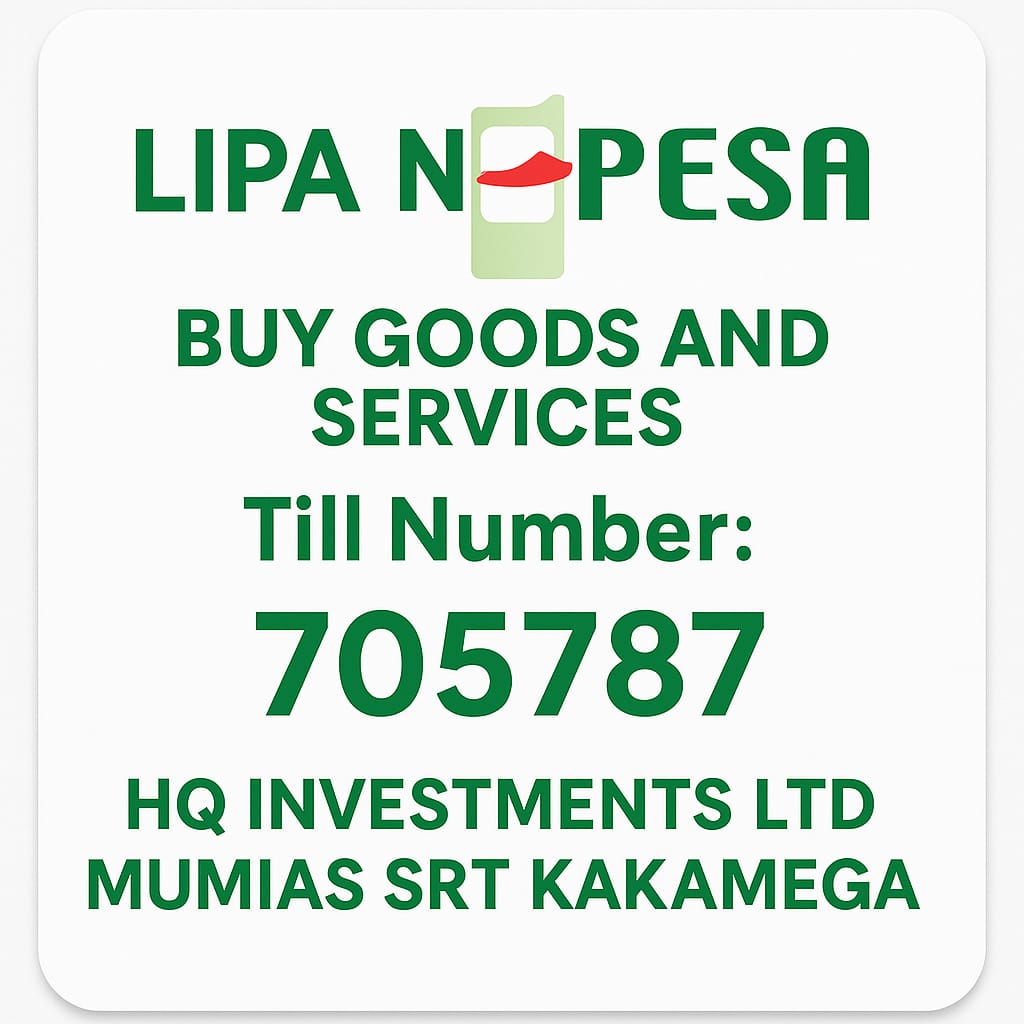 LIPA N PESA
BUY GOODS AND
SERVICES
Till Number:
705787
HQ INVESTMENTS LTD
MUMIAS SRT KAKAMEGA